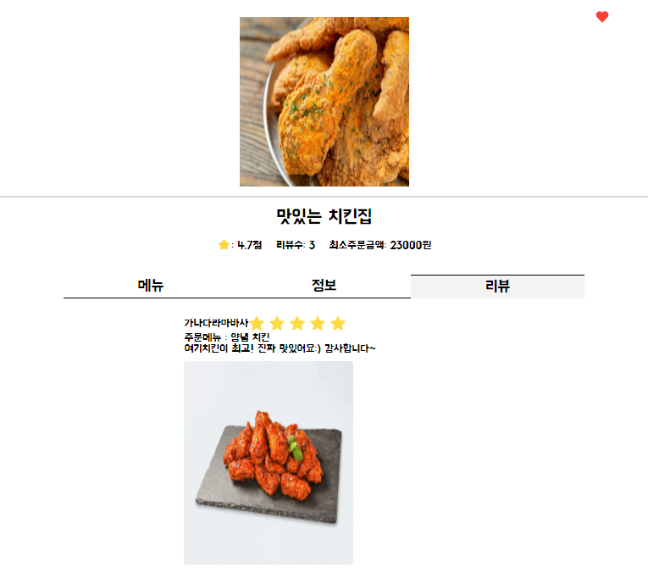 맛있는 치킨집
: 4.7점 리뷰수: 3 최소주문금액: 23000원
메뉴 정보 리뷰
가나다라마바사
주문메뉴 : 양념 치킨
여기치킨이 최고! 진짜 맛있어요:) 감사합니다~